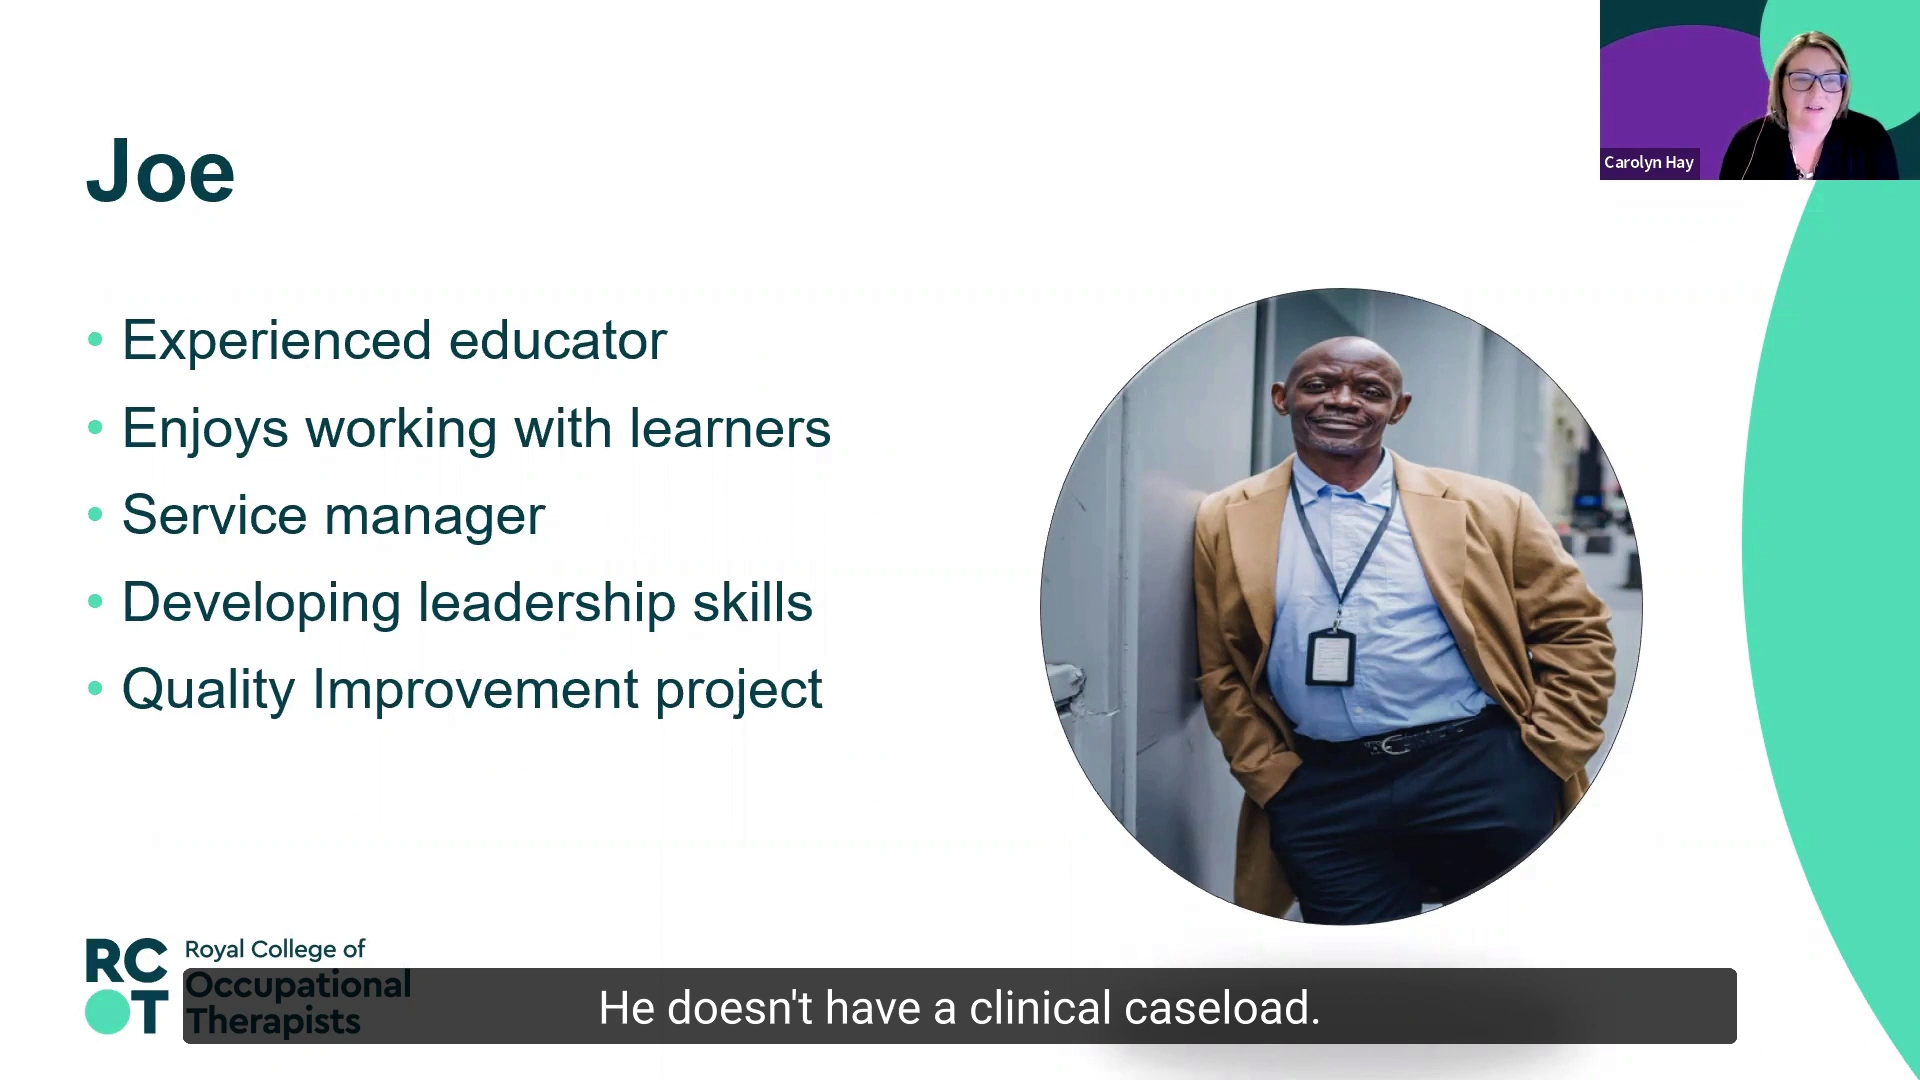 Carolyn Hay
Joe
• Experienced educator
• Enjoys working with learners
• Service manager
• Developing leadership skills
• Quality Improvement project
RC
OT
Royal College of
Occupational
Therapists
He doesn't have a clinical caseload.